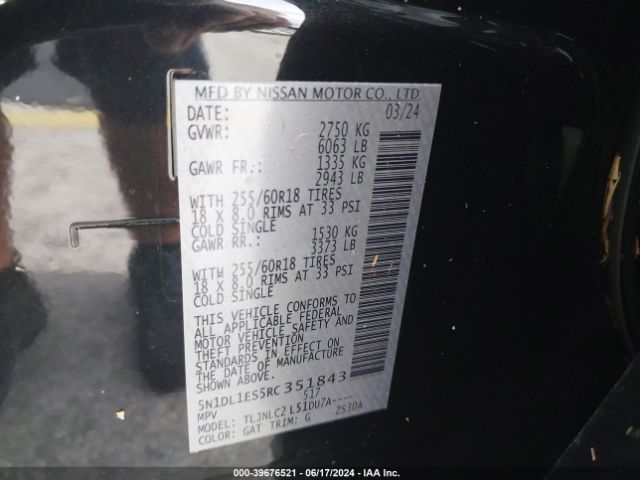 MFD BY NISSAN MOTOR CO., LTD
DATE: 03/24
GVWR: 2750 KG
6063 LB
GAWR FR.: 1335 KG
2943 LB
WITH 255/60R18 TIRES
18 X 8.0 RIMS AT 33 PSI
COLD SINGLE
GAWR RR.: 1530 KG
3373 LB
WITH 255/60R18 TIRES
18 X 8.0 RIMS AT 33 PSI
COLD SINGLE
THIS VEHICLE CONFORMS TO
ALL APPLICABLE FEDERAL
MOTOR VEHICLE SAFETY AND
THEFT PREVENTION
STANDARDS IN EFFECT ON
THE DATE OF MANUFACTURE
SHOWN ABOVE.
5N1DL1ES5RC351843
MPV 517
MODEL: TLJNLC2 L51DU7A----
COLOR: GAT TRIM: G 2S30A
000-39676521 - 06/17/2024 - IAA Inc.